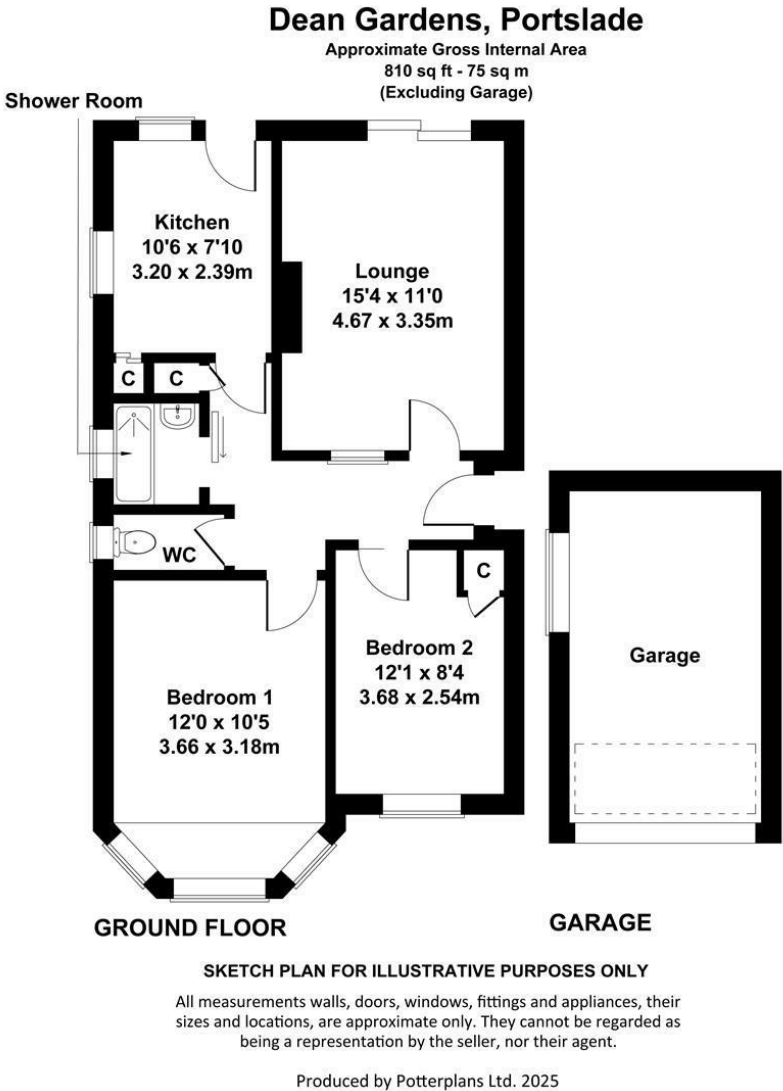 Dean Gardens, Portslade
Approximate Gross Internal Area
810 sq ft - 75 sq m
(Excluding Garage)
Shower Room
Kitchen
10'6 x 7'10
3.20 x 2.39m
Lounge
15'4 x 11'0
4.67 x 3.35m
C
C
WC
C
Bedroom 2
12'1 x 8'4
3.68 x 2.54m
Garage
Bedroom 1
12'0 x 10'5
3.66 x 3.18m
GROUND FLOOR
GARAGE
SKETCH PLAN FOR ILLUSTRATIVE PURPOSES ONLY
All measurements walls, doors, windows, fittings and appliances, their
sizes and locations, are approximate only. They cannot be regarded as
being a representation by the seller, nor their agent.
Produced by Potterplans Ltd. 2025